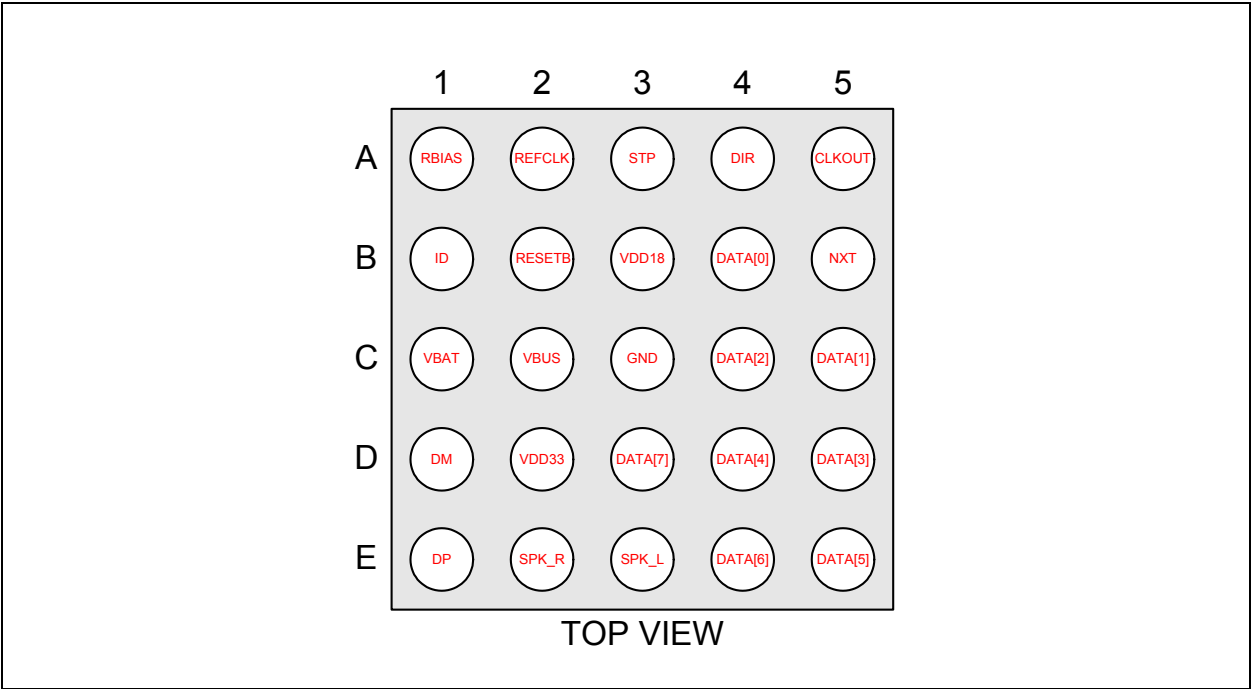 1 2 3 4 5
A RBIAS REFCLK STP DIR CLKOUT
B ID RESETB VDD18 DATA[0] NXT
C VBAT VBUS GND DATA[2] DATA[1]
D DM VDD33 DATA[7] DATA[4] DATA[3]
E DP SPK_R SPK_L DATA[6] DATA[5]
TOP VIEW